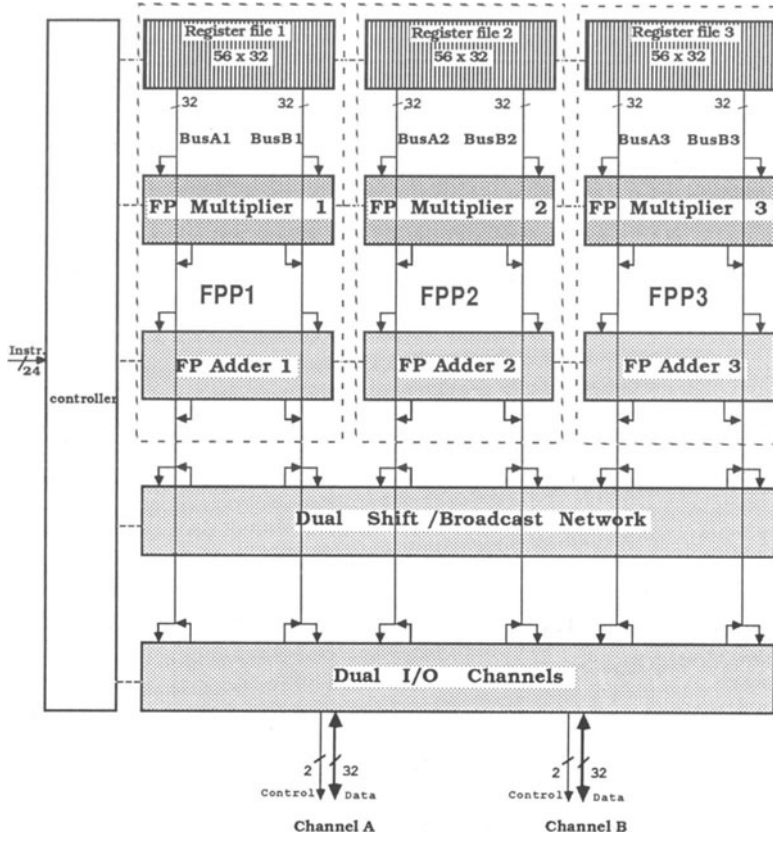 Register file 1 Register file 2 Register file 3
56 x 32 56 x 32 56 x 32
32 32 32 32 32 32
BusA1 BusB1 BusA2 BusB2 BusA3 BusB3
FP Multiplier 1 FP Multiplier 2 FP Multiplier 3
FPP1 FPP2 FPP3
Instr.
24
FP Adder 1 FP Adder 2 FP Adder 3
controller
Dual Shift /Broadcast Network
Dual I/O Channels
2 32 2 32
Control Data Control Data
Channel A Channel B